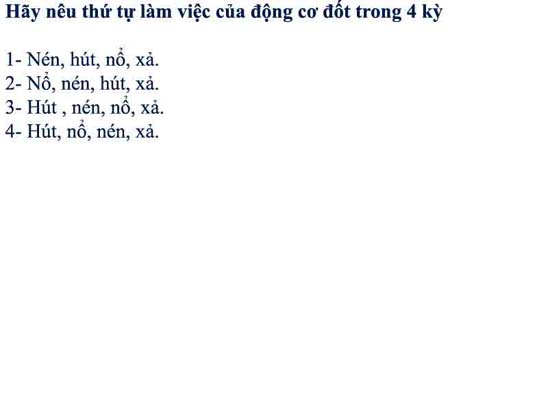 Hãy nêu thứ tự làm việc của động cơ đốt trong 4 kỳ
1- Nén, hút, nổ, xả.
2- Nổ, nén, hút, xả.
3- Hút , nén, nổ, xả.
4- Hút, nổ, nén, xả.